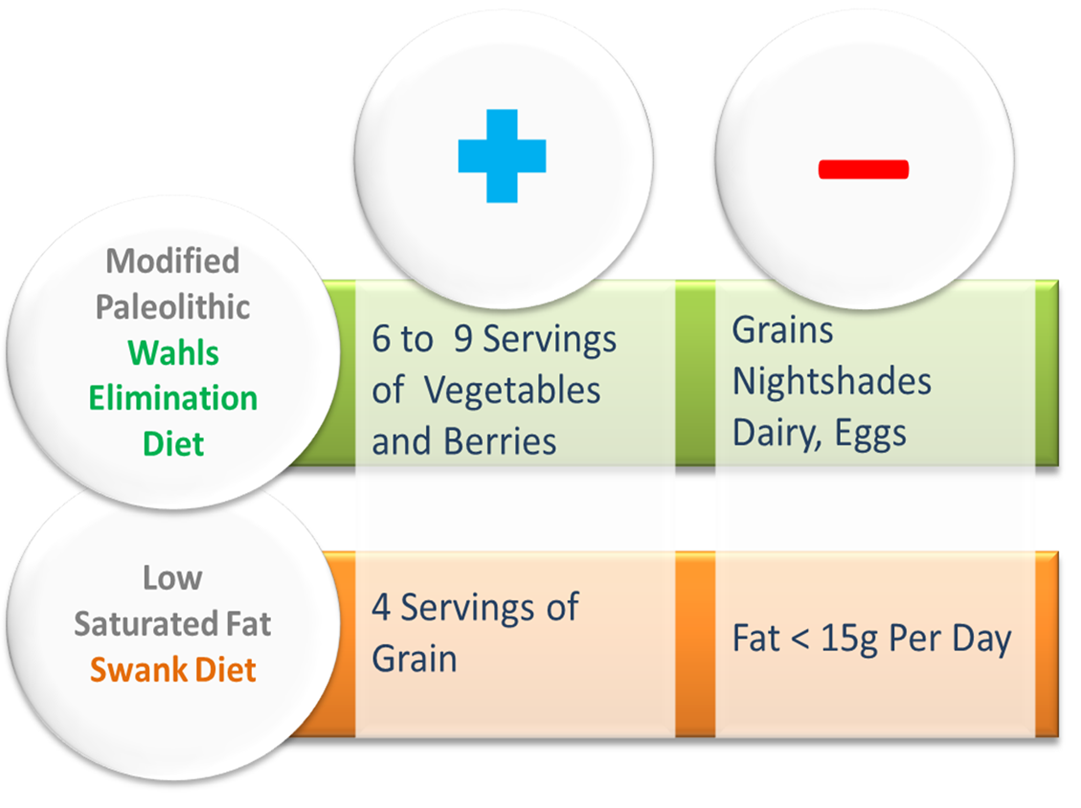 Modified
Paleolithic
Wahls
Elimination
Diet
6 to 9 Servings
of Vegetables
and Berries
Grains
Nightshades
Dairy, Eggs
Low
Saturated Fat
Swank Diet
4 Servings of
Grain
Fat < 15g Per Day